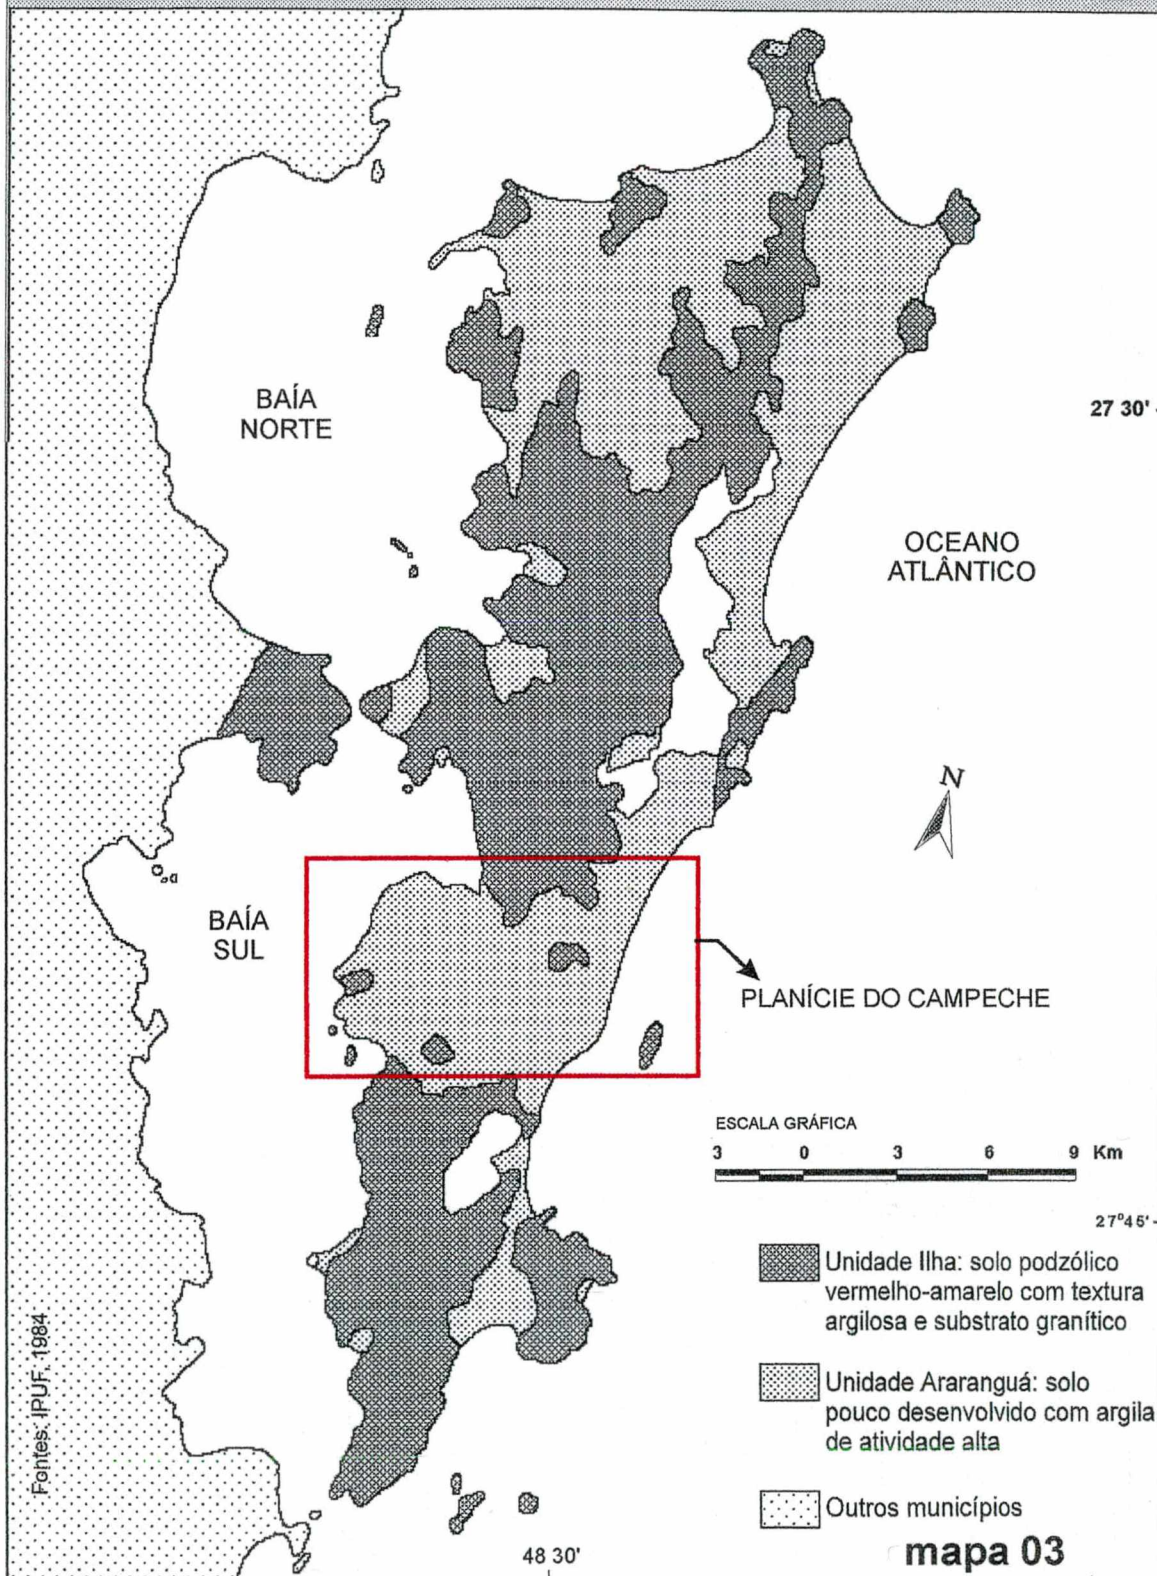 BAÍA
NORTE
27 30'
OCEANO
ATLÂNTICO
N
BAÍA
SUL
PLANÍCIE DO CAMPECHE
ESCALA GRÁFICA
3 0 3 6 9 Km
27°45'
Unidade Ilha: solo podzólico
vermelho-amarelo com textura
argilosa e substrato granítico
Unidade Araranguá: solo
pouco desenvolvido com argila
de atividade alta
Outros municípios
Fontes: IPUF, 1984
48 30'
mapa 03